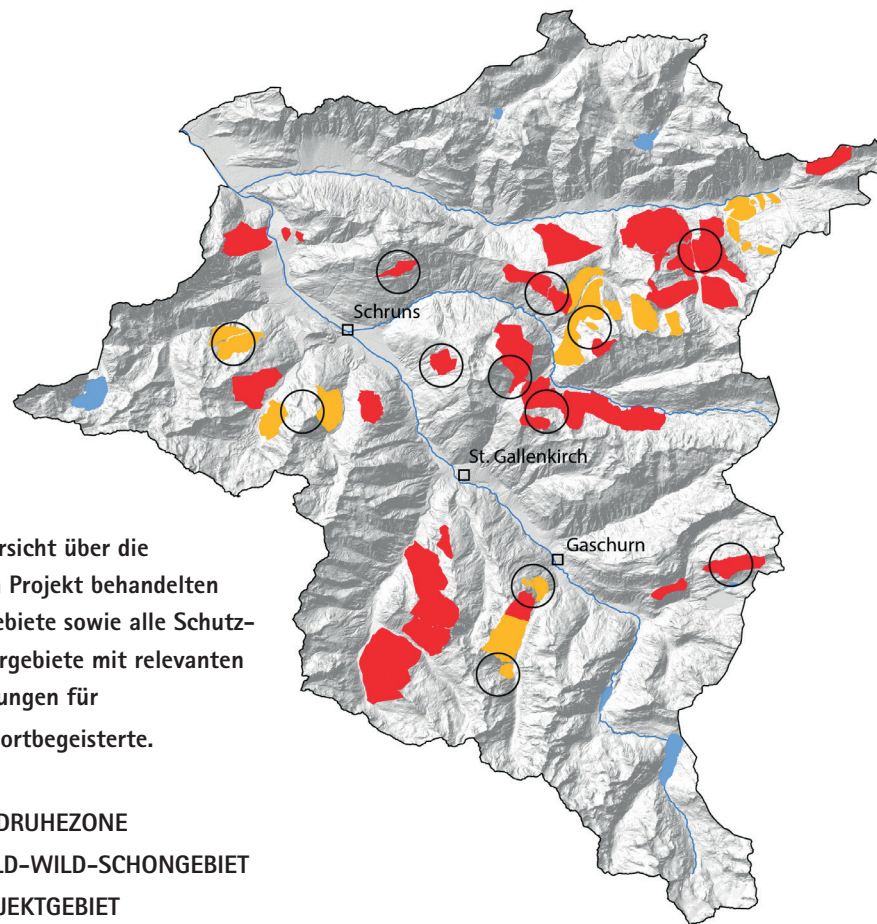 Schruns
St. Gallenkirch
Gaschurn
rsicht über die
Projekt behandelten
ebiete sowie alle Schutz-
rgebiete mit relevanten
ungen für
ortbegeisterte.
DRUHEZONE
LD-WILD-SCHONGEBIET
JEKTGEBIET